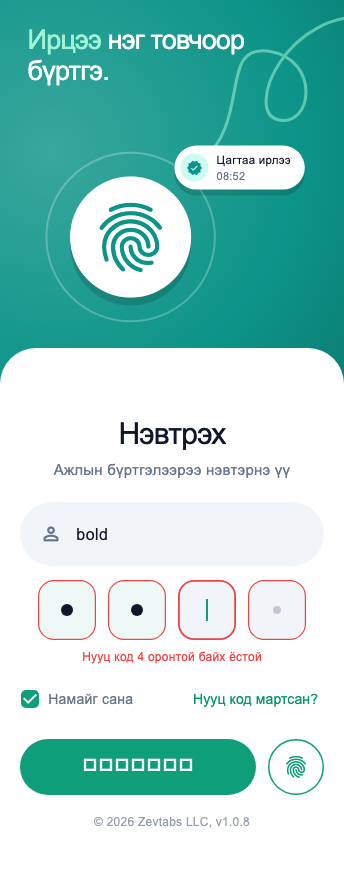 Ирцээ нэг товчоор
бүртгэ.
Цагтаа ирлээ
08:52
Нэвтрэх
Ажлын бүртгэлээрээ нэвтэрнэ үү
bold
Нууц код 4 оронтой байх ёстой
Намайг сана
Нууц код мартсан?
© 2026 Zevtabs LLC, v1.0.8